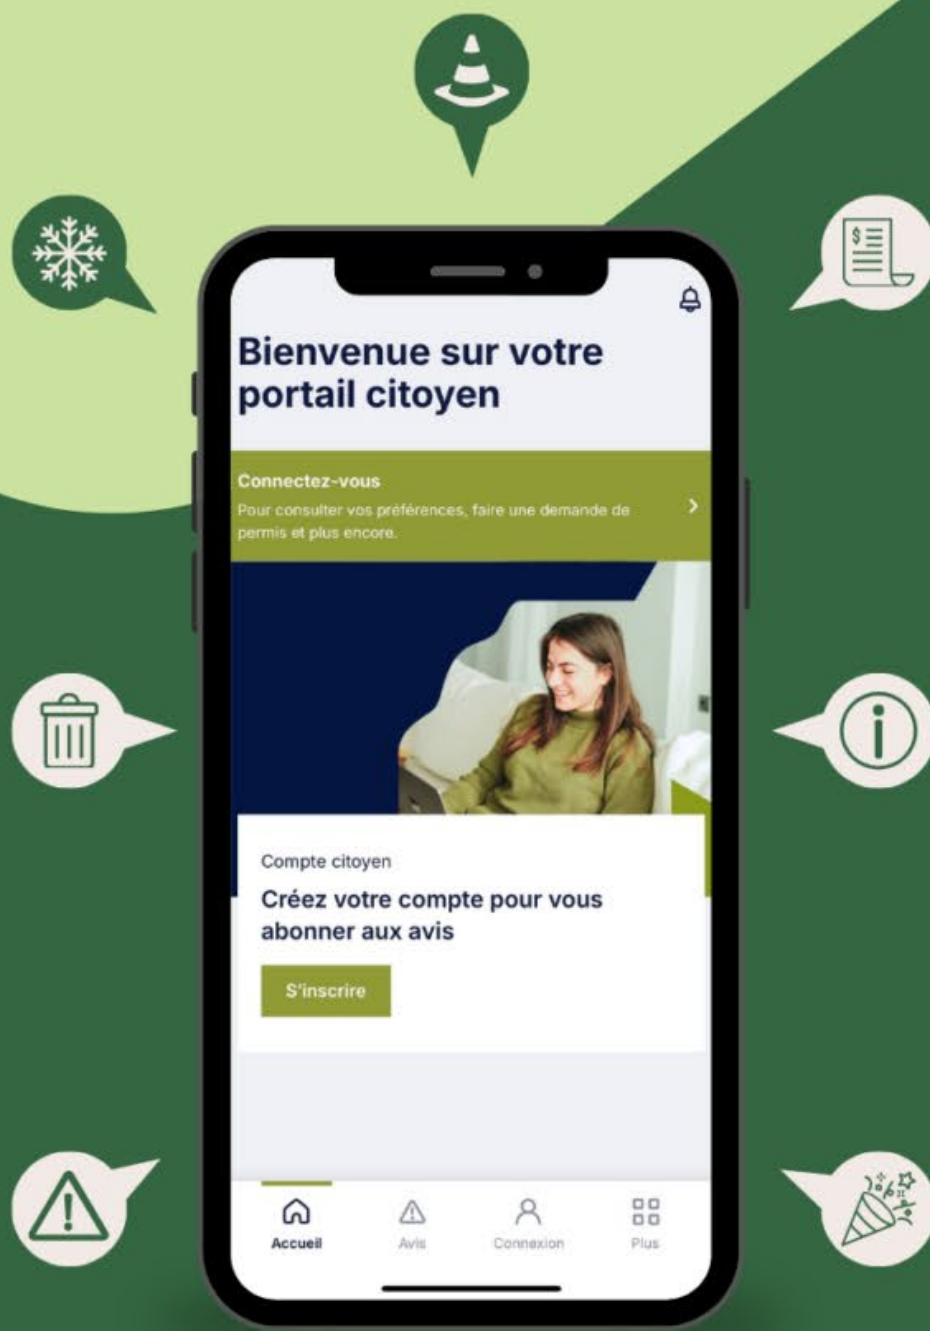 Bienvenue sur votre
portail citoyen
Connectez-vous
Pour consulter vos préférences, faire une demande de
permis et plus encore.
Compte citoyen
Créez votre compte pour vous
abonner aux avis
S'inscrire
Accueil
Avis
Connexion
Plus